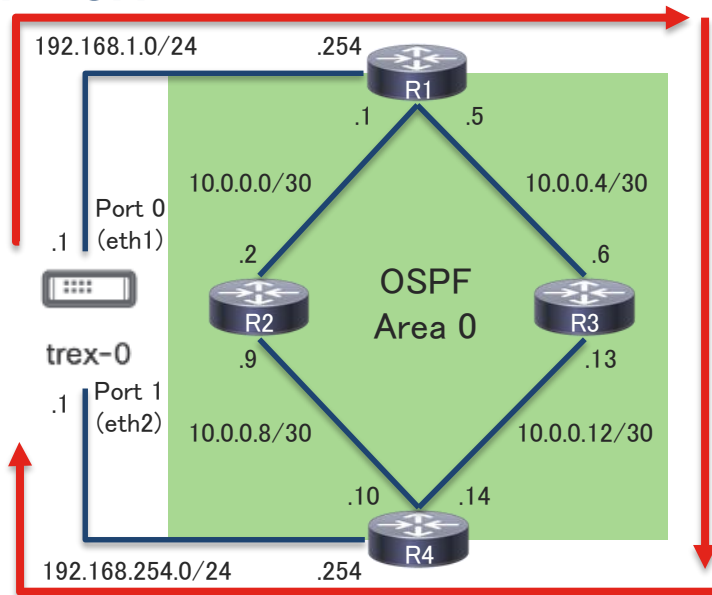 192.168.1.0/24
.254
R1
.1
.5
10.0.0.0/30
10.0.0.4/30
Port 0
(eth1)
.1
.2
.6
OSPF
Area 0
R2
R3
trex-0
.9
.13
Port 1
(eth2)
.1
10.0.0.8/30
10.0.0.12/30
.10
.14
R4
192.168.254.0/24
.254